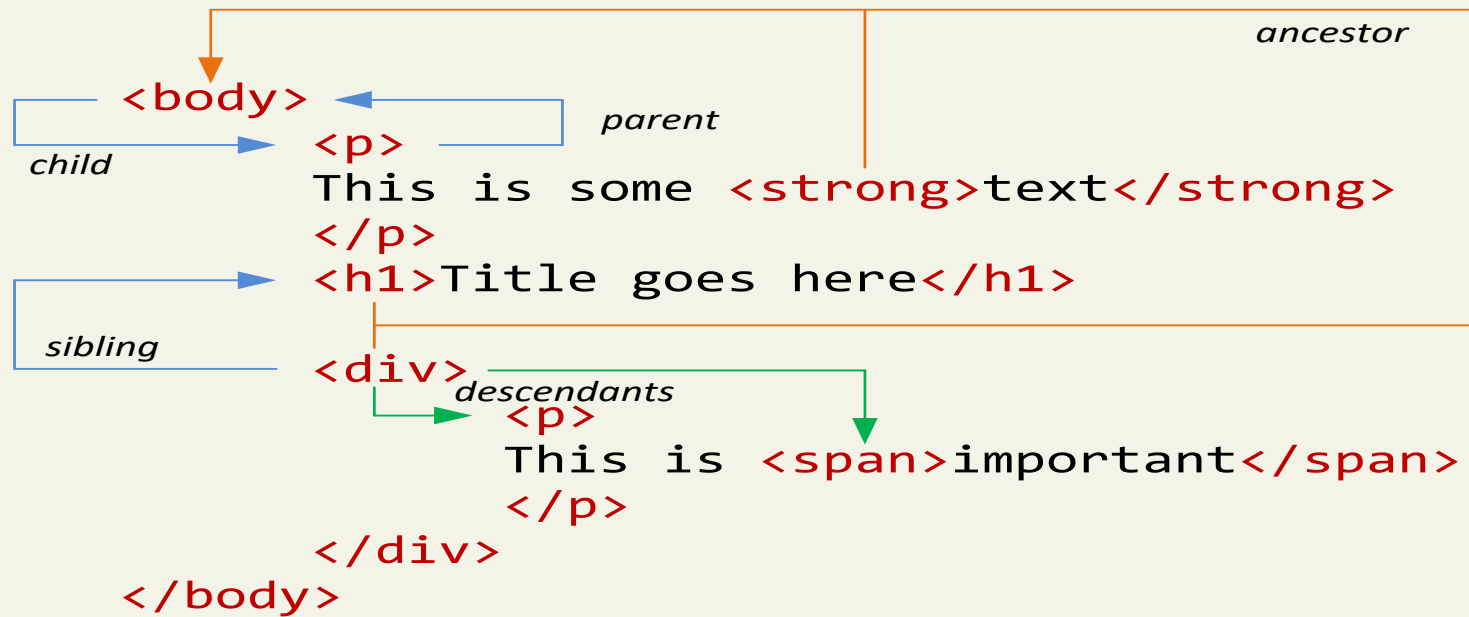 ancestor
<body>
parent
<p>
child
This is some <strong>text</strong>
</p>
<h1>Title goes here</h1>
sibling
<div>
descendants
<p>
This is <span>important</span>
</p>
</div>
</body>